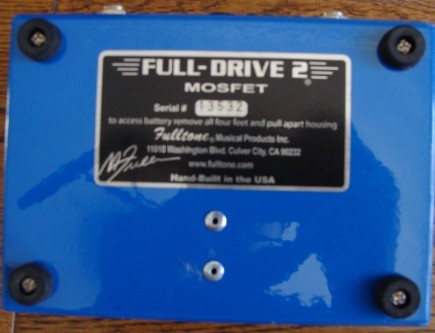 FULL-DRIVE 2®
MOSFET
Serial # 13532
to access battery remove all four feet and pull apart housing
Fulltone® Musical Products Inc.
11018 Washington Blvd. Culver City, CA 90232
www.fulltone.com
Hand-Built in the USA